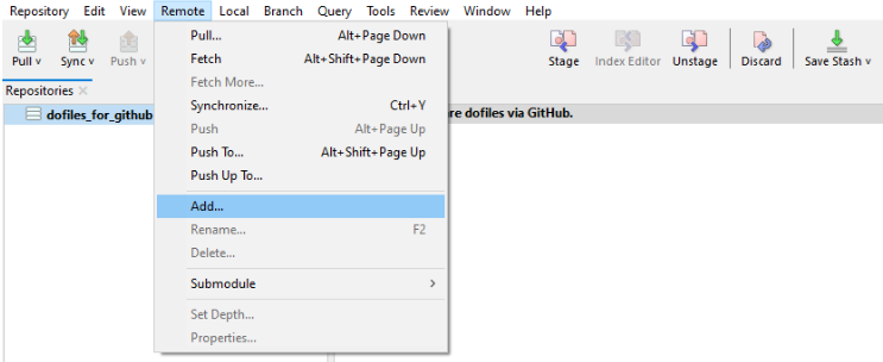 Repository Edit View Remote Local Branch Query Tools Review Window Help
Pull Sync Push Stage Index Editor Unstage Discard Save Stash
Repositories
dofiles_for_github
re dofiles via GitHub.
Pull... Alt+Page Down
Fetch Alt+Shift+Page Down
Fetch More...
Synchronize... Ctrl+Y
Push Alt+Page Up
Push To... Alt+Shift+Page Up
Push Up To...
Add...
Rename... F2
Delete...
Submodule
Set Depth...
Properties...